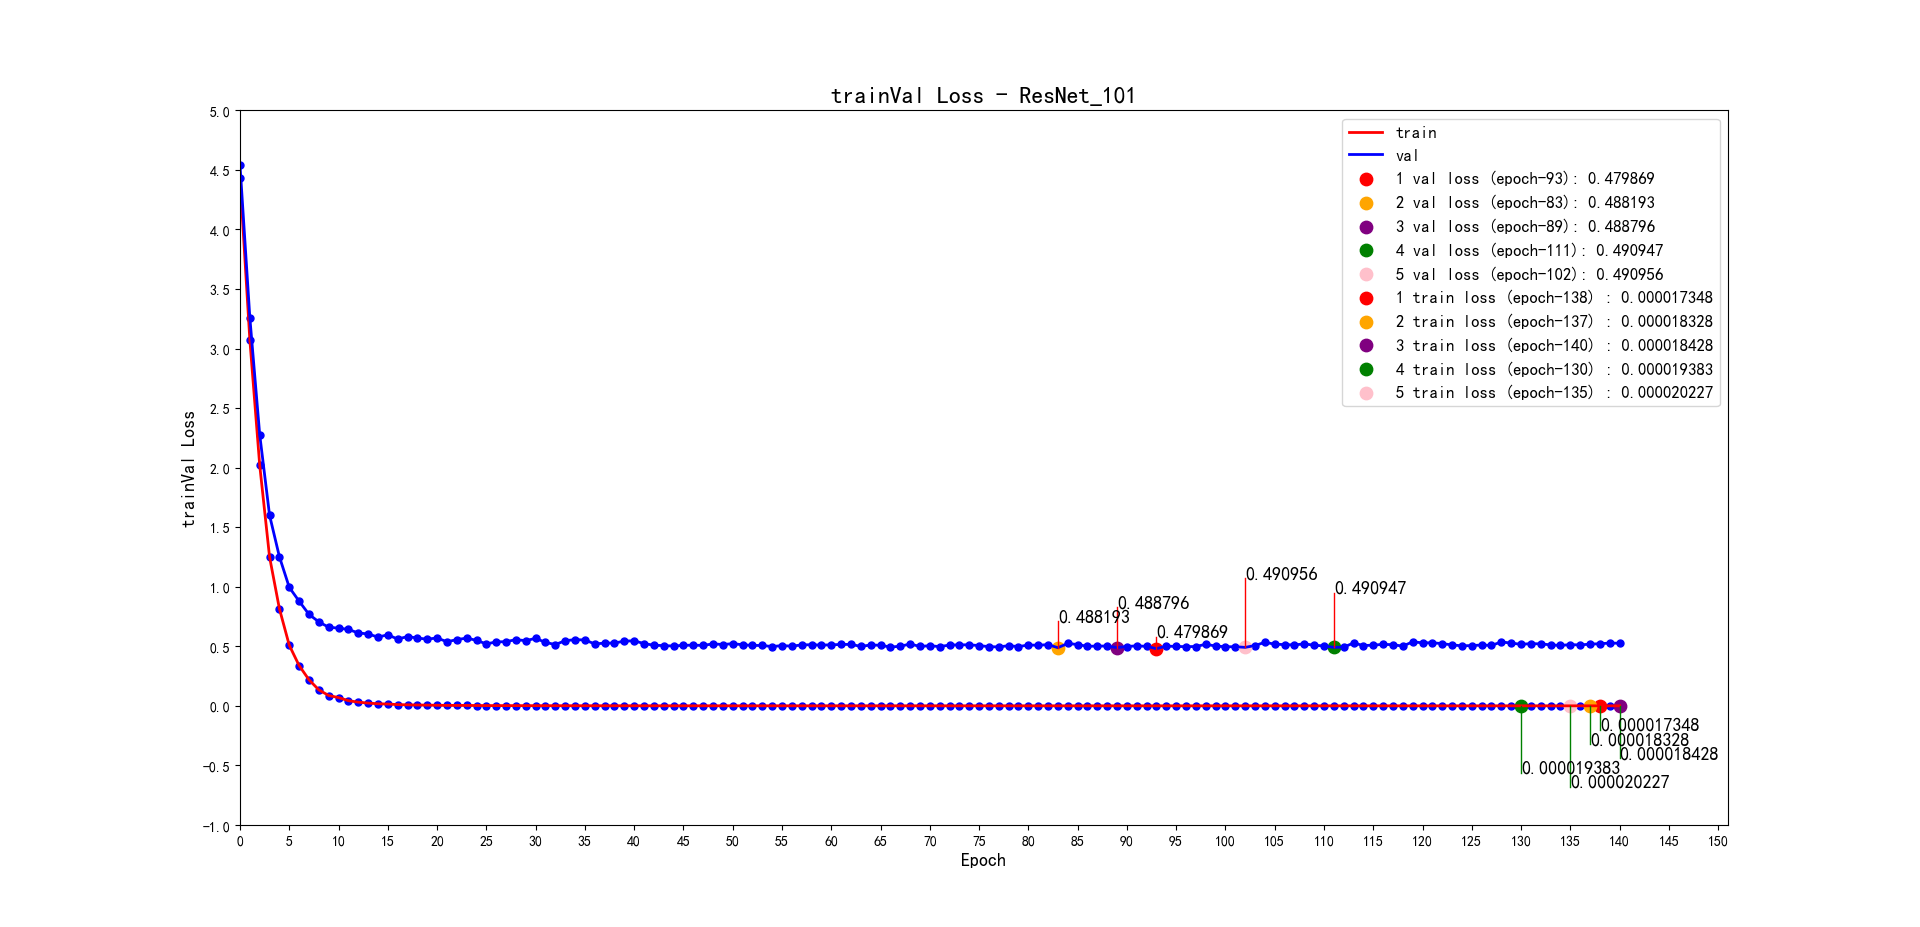 trainVal Loss - ResNet_101
train
val
1 val loss (epoch-93): 0.479869
2 val loss (epoch-83): 0.488193
3 val loss (epoch-89): 0.488796
4 val loss (epoch-111): 0.490947
5 val loss (epoch-102): 0.490956
1 train loss (epoch-138) : 0.000017348
2 train loss (epoch-137) : 0.000018328
3 train loss (epoch-140) : 0.000018428
4 train loss (epoch-130) : 0.000019383
5 train loss (epoch-135) : 0.000020227
trainVal Loss
5.0
4.5
4.0
3.5
3.0
2.5
2.0
1.5
1.0
0.5
0.0
-0.5
-1.0
0.490956
0.490947
0.488796
0.488193
0.479869
0.000017348
0.000018328
0.000018428
0.000019383
0.000020227
0 5 10 15 20 25 30 35 40 45 50 55 60 65 70 75 80 85 90 95 100 105 110 115 120 125 130 135 140 145 150
Epoch